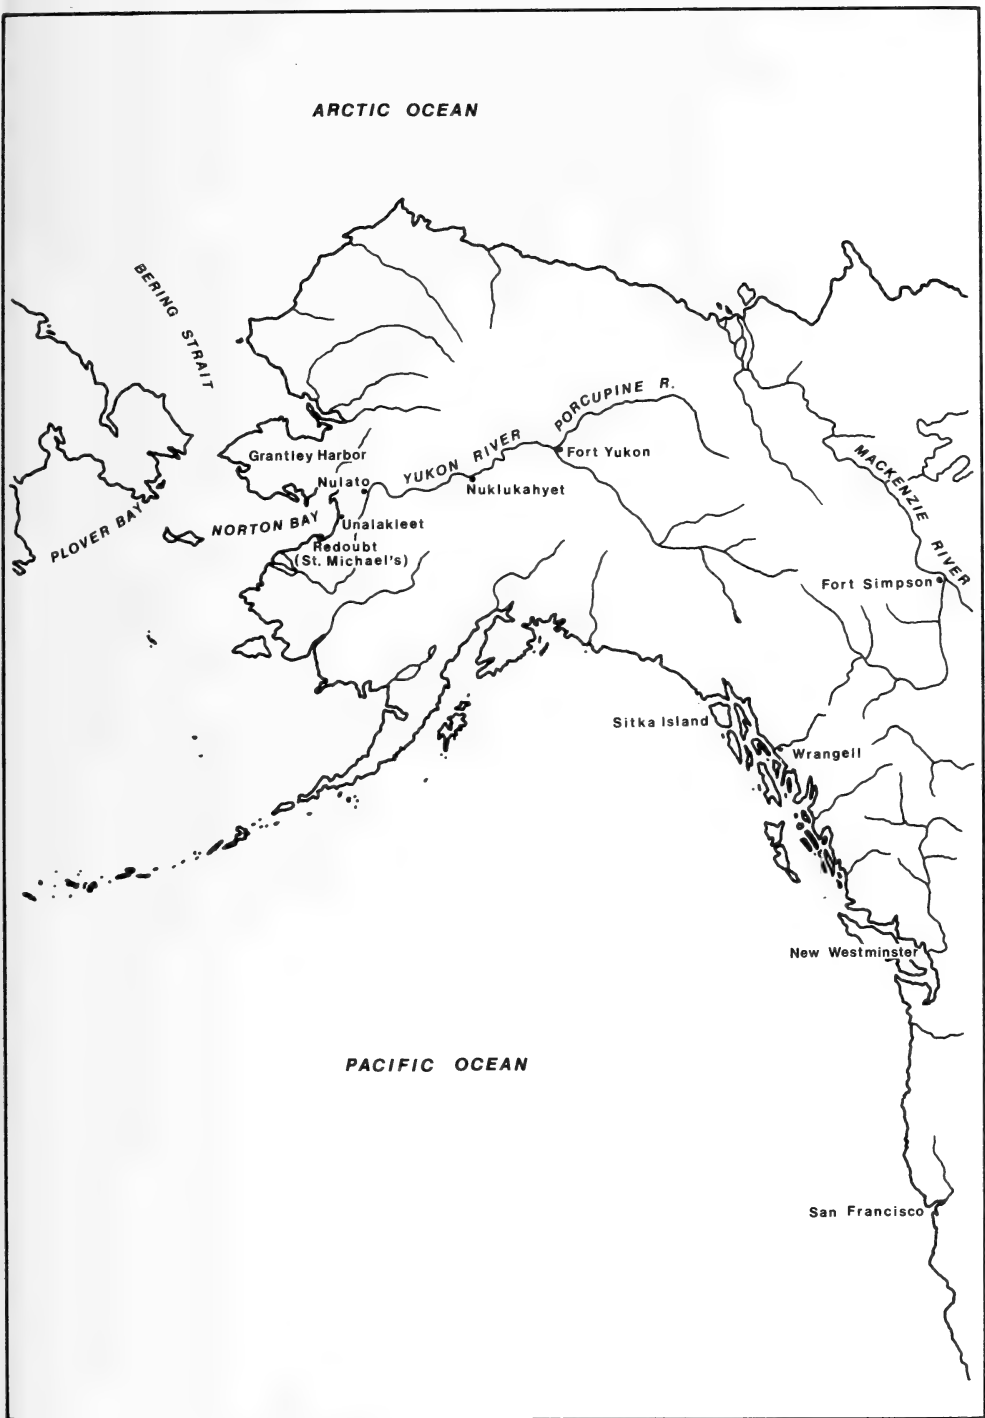 ARCTIC OCEAN
BERING STRAIT
PORCUPINE R.
Grantley Harbor
YUKON RIVER
Fort Yukon
MACKENZIE RIVER
Nulato
Nuklukahyet
PLOVER BAY
NORTON BAY
Unalakleet
Redoubt
(St. Michael's)
Fort Simpson
Sitka Island
Wrangell
New Westminster
PACIFIC OCEAN
San Francisco